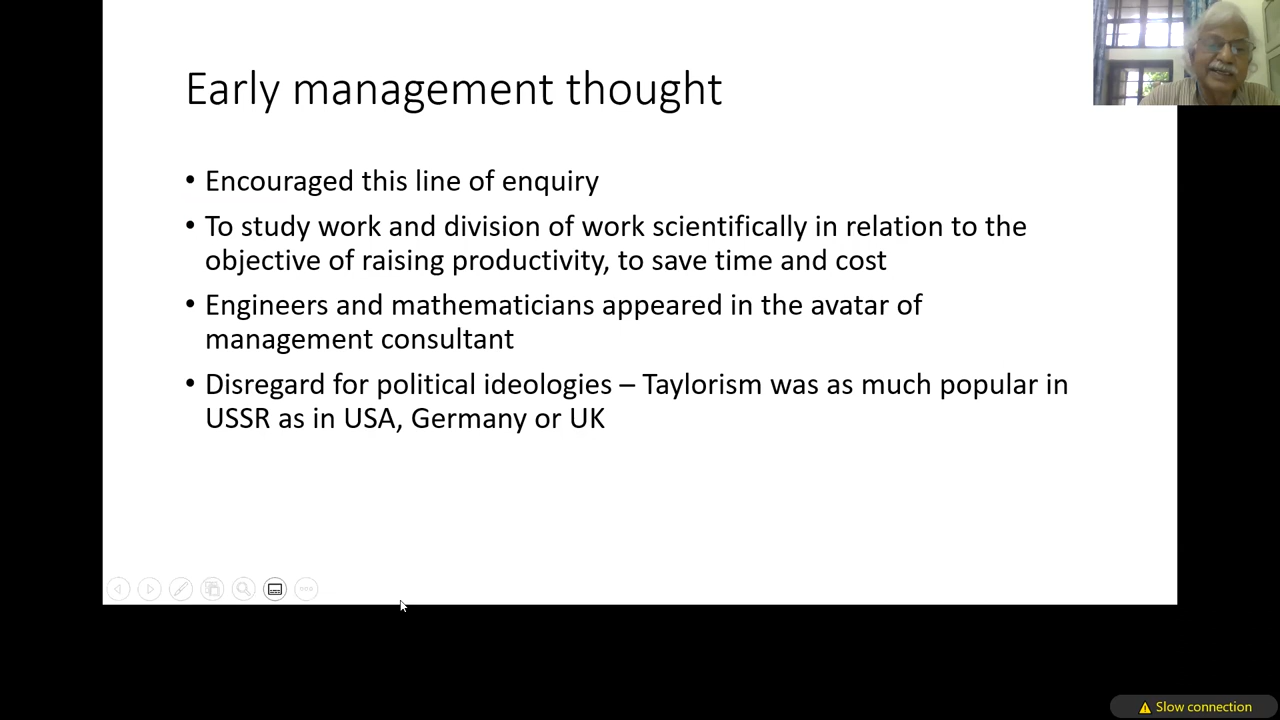 Early management thought
• Encouraged this line of enquiry
• To study work and division of work scientifically in relation to the
objective of raising productivity, to save time and cost
• Engineers and mathematicians appeared in the avatar of
management consultant
• Disregard for political ideologies – Taylorism was as much popular in
USSR as in USA, Germany or UK
Slow connection